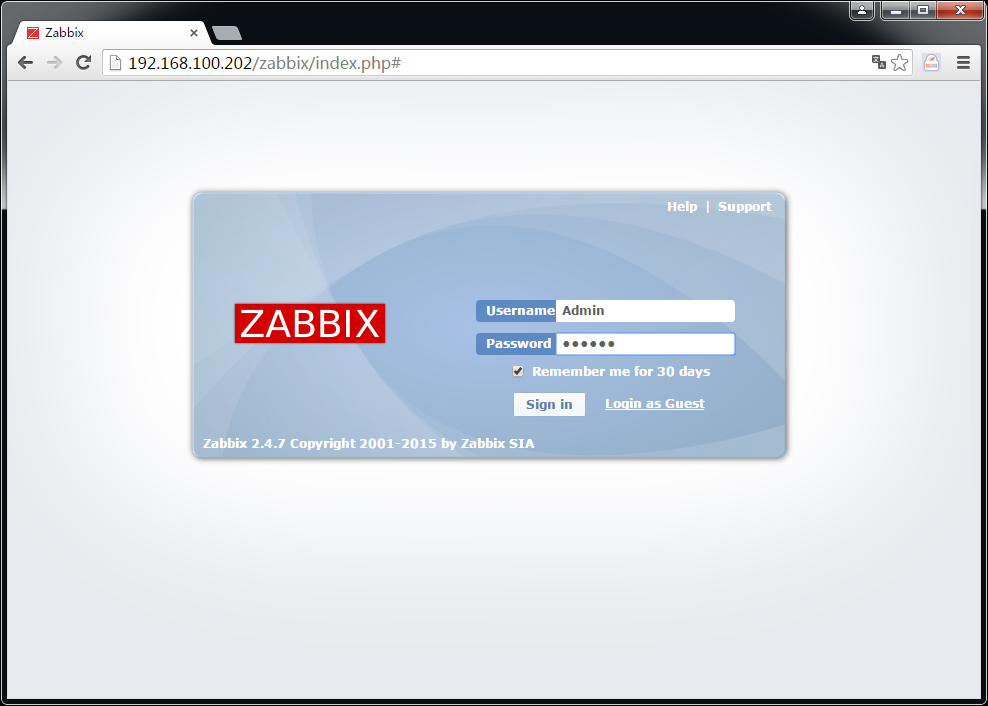 Zabbix
192.168.100.202/zabbix/index.php#
Help | Support
ZABBIX
Username Admin
Password ●●●●●●
Remember me for 30 days
Sign in Login as Guest
Zabbix 2.4.7 Copyright 2001-2015 by Zabbix SIA